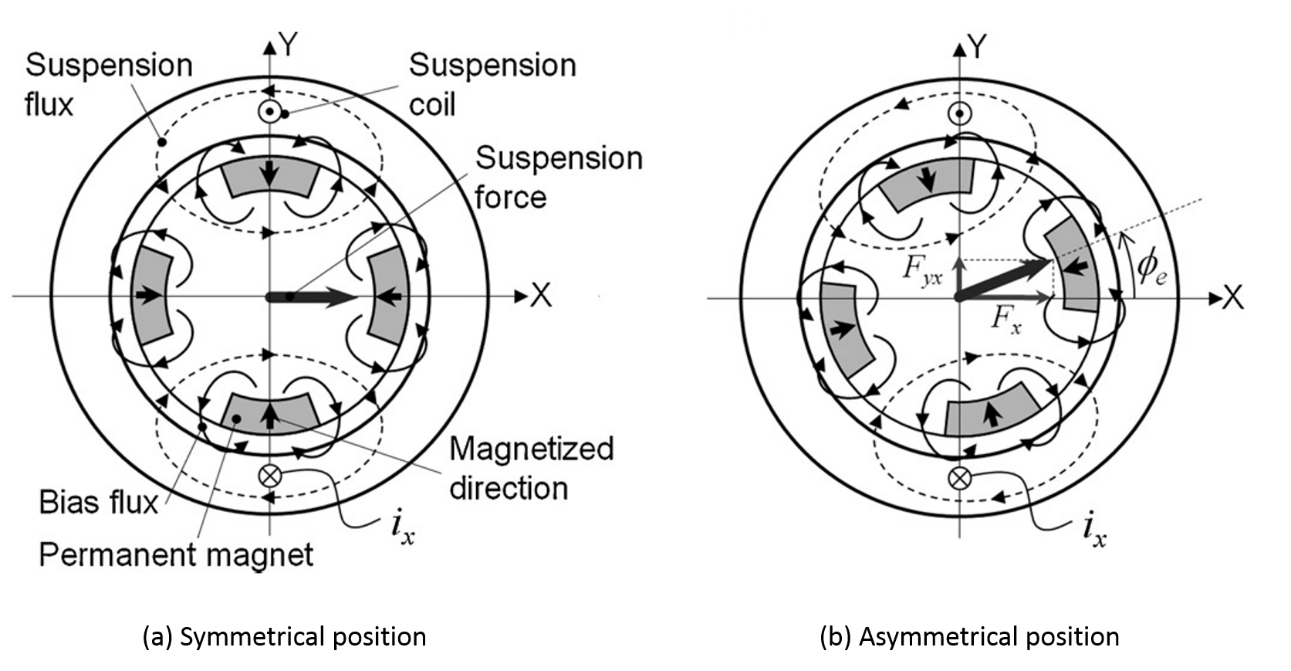 Y
Suspension
flux
Suspension
coil
Suspension
force
X
Magnetized
direction
Bias flux
Permanent magnet
i_x
(a) Symmetrical position
Y
F_yx
ϕ_e
X
F_x
i_x
(b) Asymmetrical position